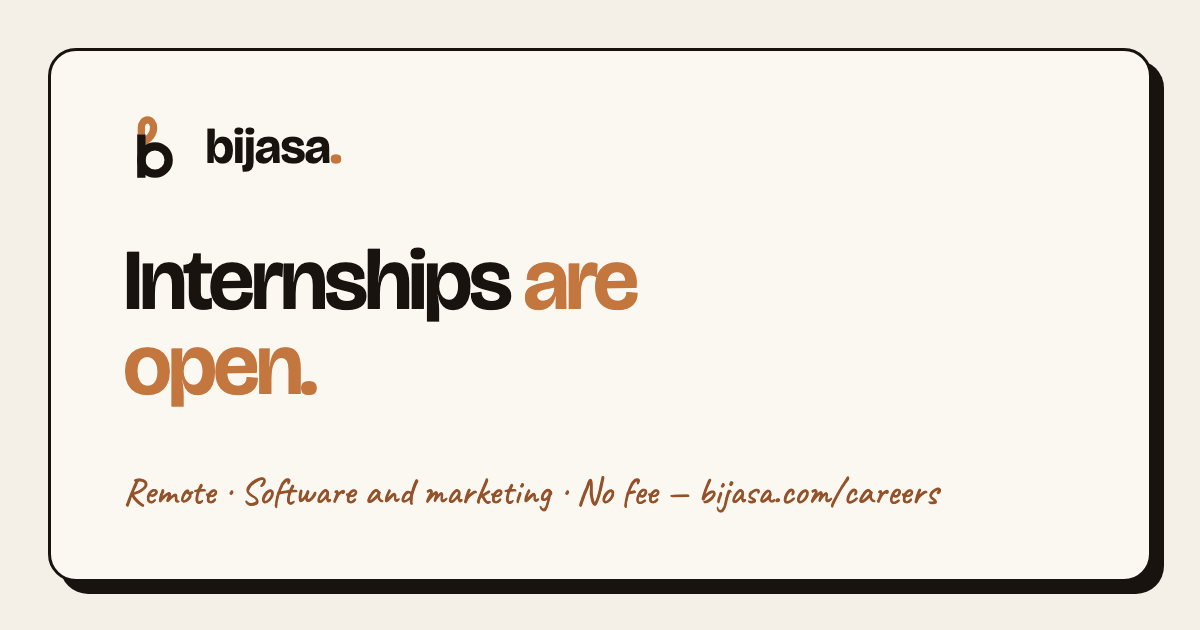 bijasa.
Internships are
open.
Remote · Software and marketing · No fee — bijasa.com/careers